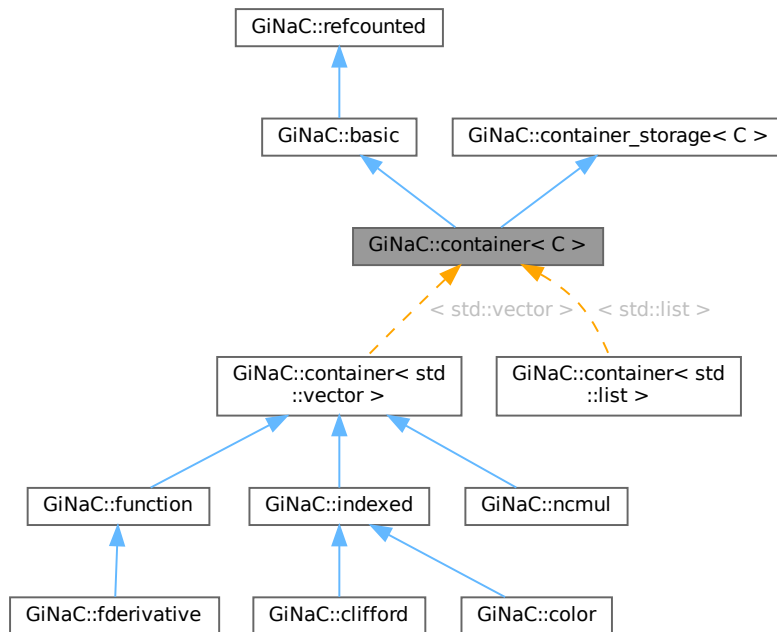 GiNaC::refcounted
GiNaC::basic
GiNaC::container_storage< C >
GiNaC::container< C >
< std::vector >
< std::list >
GiNaC::container< std
::vector >
GiNaC::container< std
::list >
GiNaC::function
GiNaC::indexed
GiNaC::ncmul
GiNaC::fderivative
GiNaC::clifford
GiNaC::color